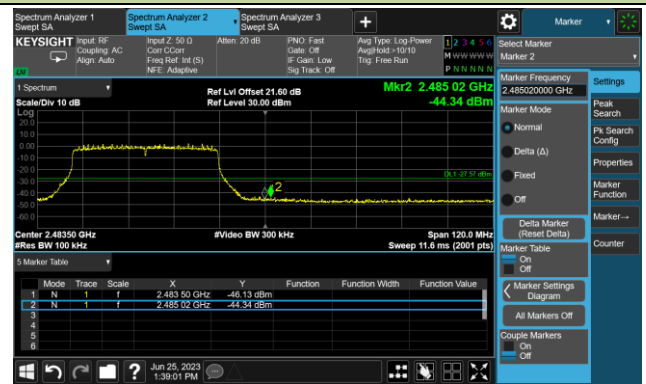 Spectrum Analyzer 1
Swept SA
Spectrum Analyzer 2
Swept SA
Spectrum Analyzer 3
Swept SA
Marker
KEYSIGHT
Input: RF
Coupling: AC
Align: Auto
Input Z: 50 Ω
Corr CCorr
Freq Ref: Int (S)
NFE: Adaptive
Atten: 20 dB
PNO: Fast
Gate: Off
IF Gain: Low
Sig Track: Off
Avg Type: Log-Power
Avg|Hold:>10/10
Trig: Free Run
1 2 3 4 5 6
M W W W W W
P N N N N N
Select Marker
Marker 2
LXI
1 Spectrum
Scale/Div 10 dB
Ref Lvl Offset 21.60 dB
Ref Level 30.00 dBm
Mkr2 2.485 02 GHz
-44.34 dBm
Log
20.0
10.0
0.00
-10.0
-20.0
-30.0
-40.0
-50.0
-60.0
DL1 -27.57 dBm
2
Center 2.48350 GHz
#Res BW 100 kHz
#Video BW 300 kHz
Span 120.0 MHz
Sweep 11.6 ms (2001 pts)
5 Marker Table
Mode Trace Scale X Y Function Function Width Function Value
1 N 1 f 2.483 50 GHz -46.13 dBm
2 N 1 f 2.485 02 GHz -44.34 dBm
3
4
5
6
Marker Frequency
2.485020000 GHz
Marker Mode
Normal
Delta (Δ)
Fixed
Off
Delta Marker
(Reset Delta)
Marker Table
On
Off
Marker Settings
Diagram
All Markers Off
Couple Markers
On
Off
Settings
Peak
Search
Pk Search
Config
Properties
Marker
Function
Marker→
Counter
?
Jun 25, 2023
1:39:01 PM